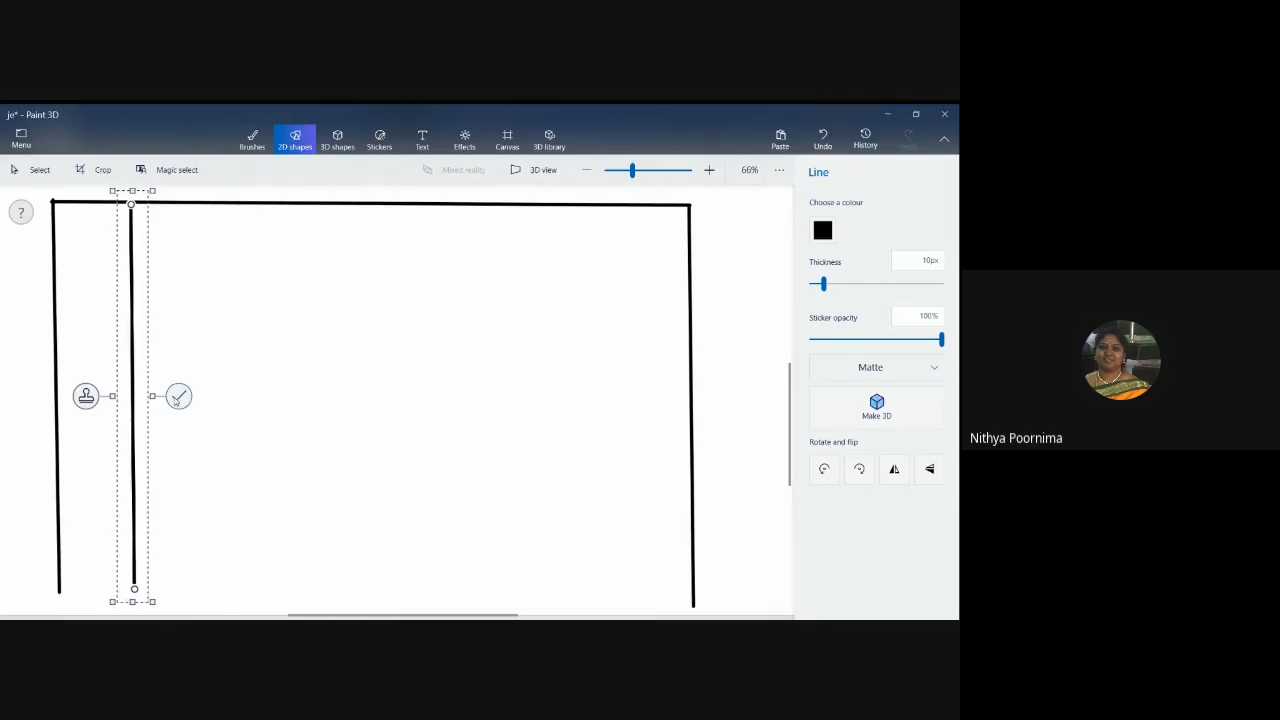 je* - Paint 3D
Menu
Brushes
2D shapes
3D shapes
Stickers
Text
Effects
Canvas
3D library
Paste
Undo
History
Select
Crop
Magic select
Mixed reality
3D view
66%
Line
?
Choose a colour
Thickness
10px
Sticker opacity
100%
Matte
Make 3D
Rotate and flip
Nithya Poornima